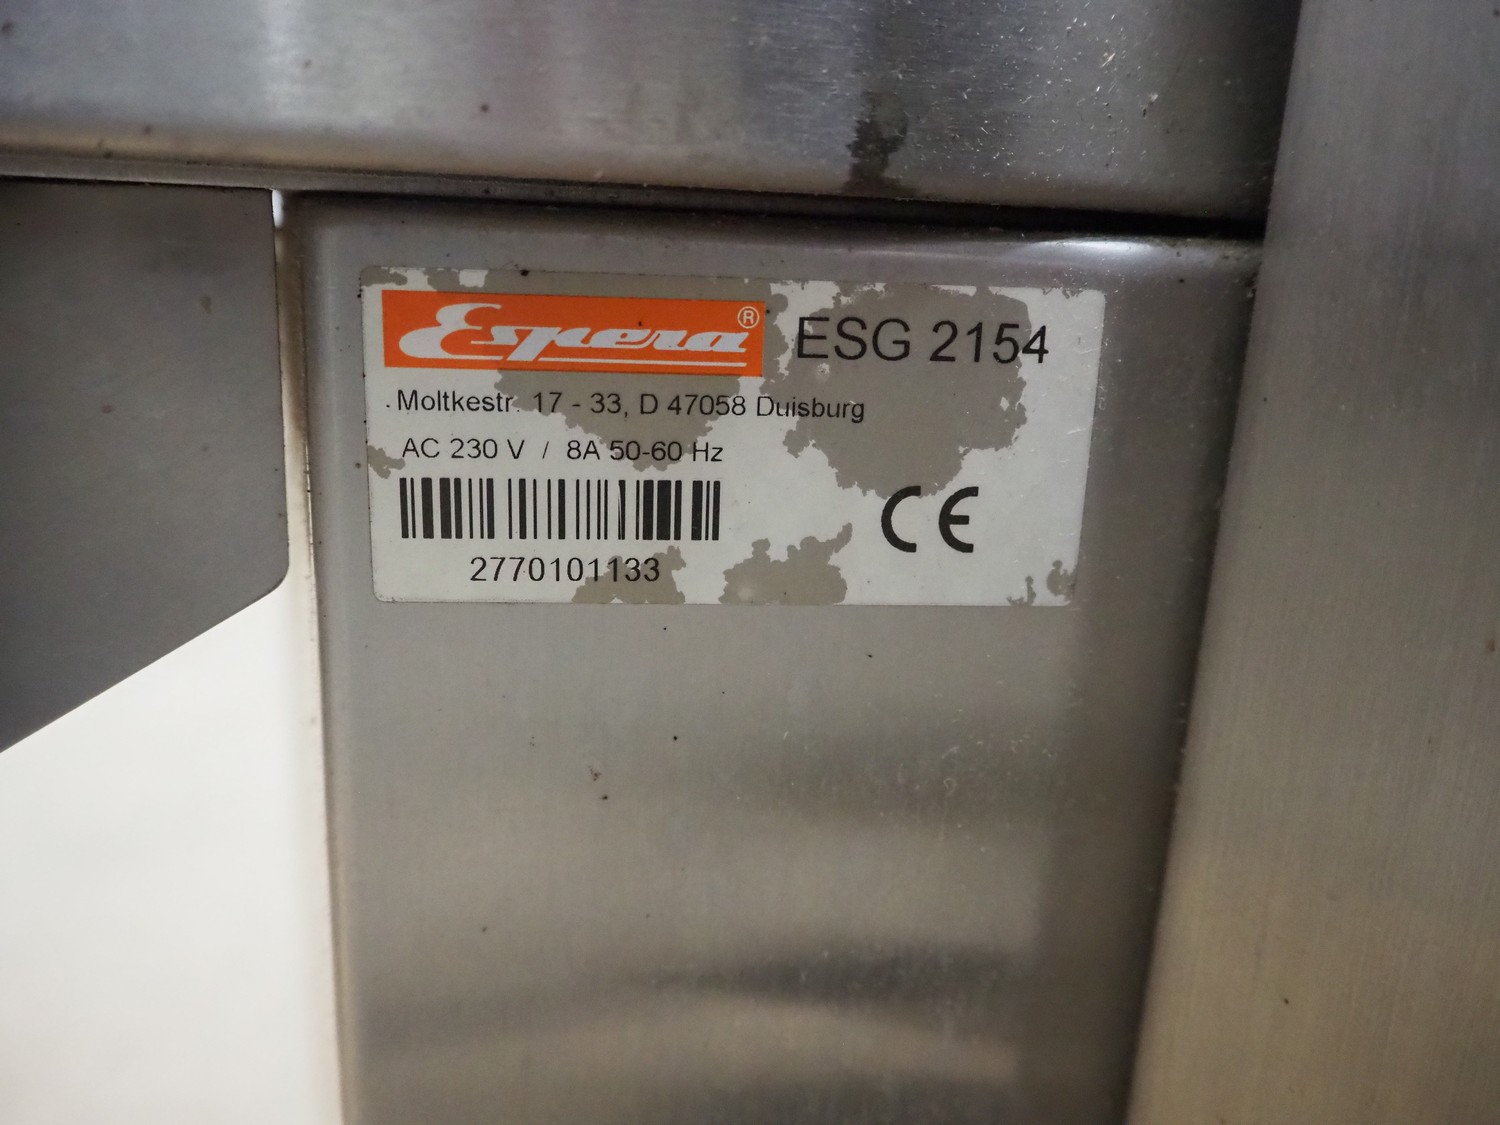 Espera® ESG 2154
Moltkestr. 17 - 33, D 47058 Duisburg
AC 230 V / 8A 50-60 Hz
2770101133
CE